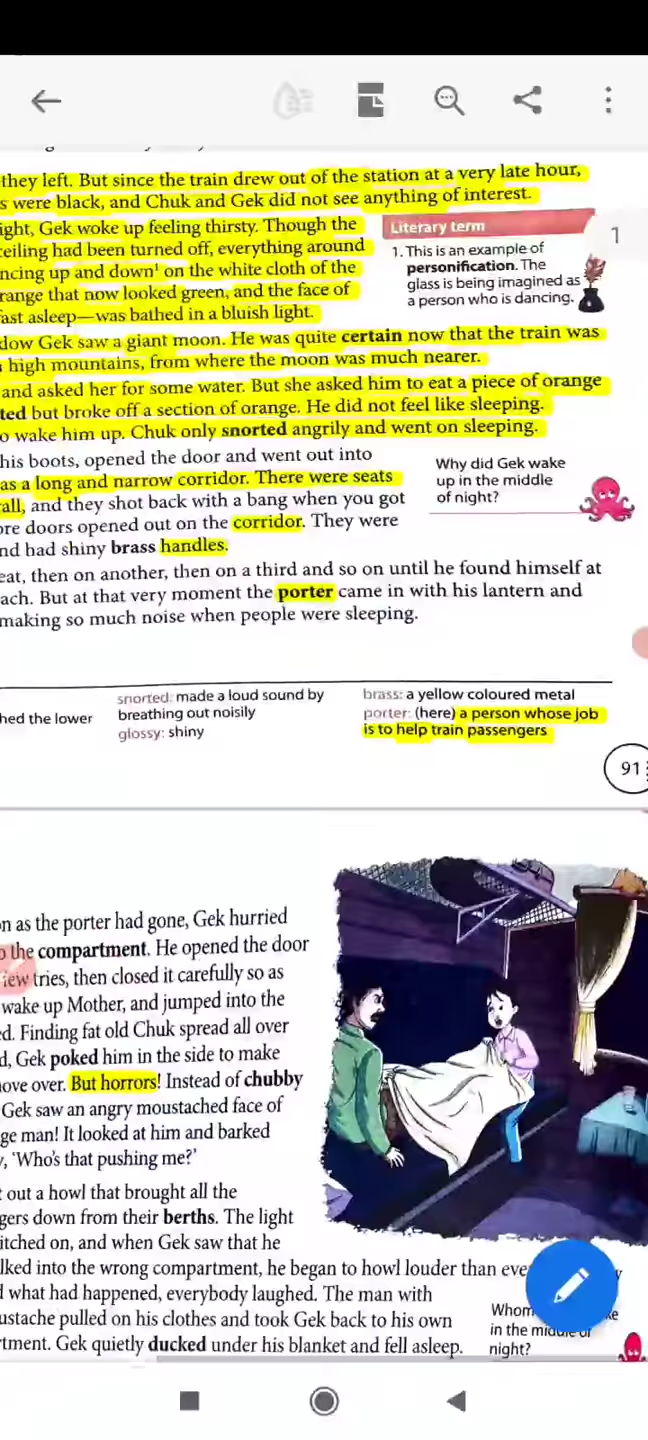 they left. But since the train drew out of the station at a very late hour,
s were black, and Chuk and Gek did not see anything of interest.
ight, Gek woke up feeling thirsty. Though the
ceiling had been turned off, everything around
ncing up and down¹ on the white cloth of the
range that now looked green, and the face of
fast asleep—was bathed in a bluish light.
Literary term
1. This is an example of
personification. The
glass is being imagined as
a person who is dancing.
1
dow Gek saw a giant moon. He was quite certain now that the train was
high mountains, from where the moon was much nearer.
and asked her for some water. But she asked him to eat a piece of orange
ted but broke off a section of orange. He did not feel like sleeping.
o wake him up. Chuk only snorted angrily and went on sleeping.
his boots, opened the door and went out into
as a long and narrow corridor. There were seats
all, and they shot back with a bang when you got
ore doors opened out on the corridor. They were
nd had shiny brass handles.
Why did Gek wake
up in the middle
of night?
eat, then on another, then on a third and so on until he found himself at
ach. But at that very moment the porter came in with his lantern and
making so much noise when people were sleeping.
hed the lower
snorted: made a loud sound by
breathing out noisily
glossy: shiny
brass: a yellow coloured metal
porter: (here) a person whose job
is to help train passengers
91
on as the porter had gone, Gek hurried
o the compartment. He opened the door
few tries, then closed it carefully so as
wake up Mother, and jumped into the
d. Finding fat old Chuk spread all over
d, Gek poked him in the side to make
ove over. But horrors! Instead of chubby
Gek saw an angry moustached face of
ge man! It looked at him and barked
y, 'Who's that pushing me?'
t out a howl that brought all the
gers down from their berths. The light
itched on, and when Gek saw that he
lked into the wrong compartment, he began to howl louder than eve
d what had happened, everybody laughed. The man with
ustache pulled on his clothes and took Gek back to his own
rtment. Gek quietly ducked under his blanket and fell asleep.
Whom
in the middle of
night?